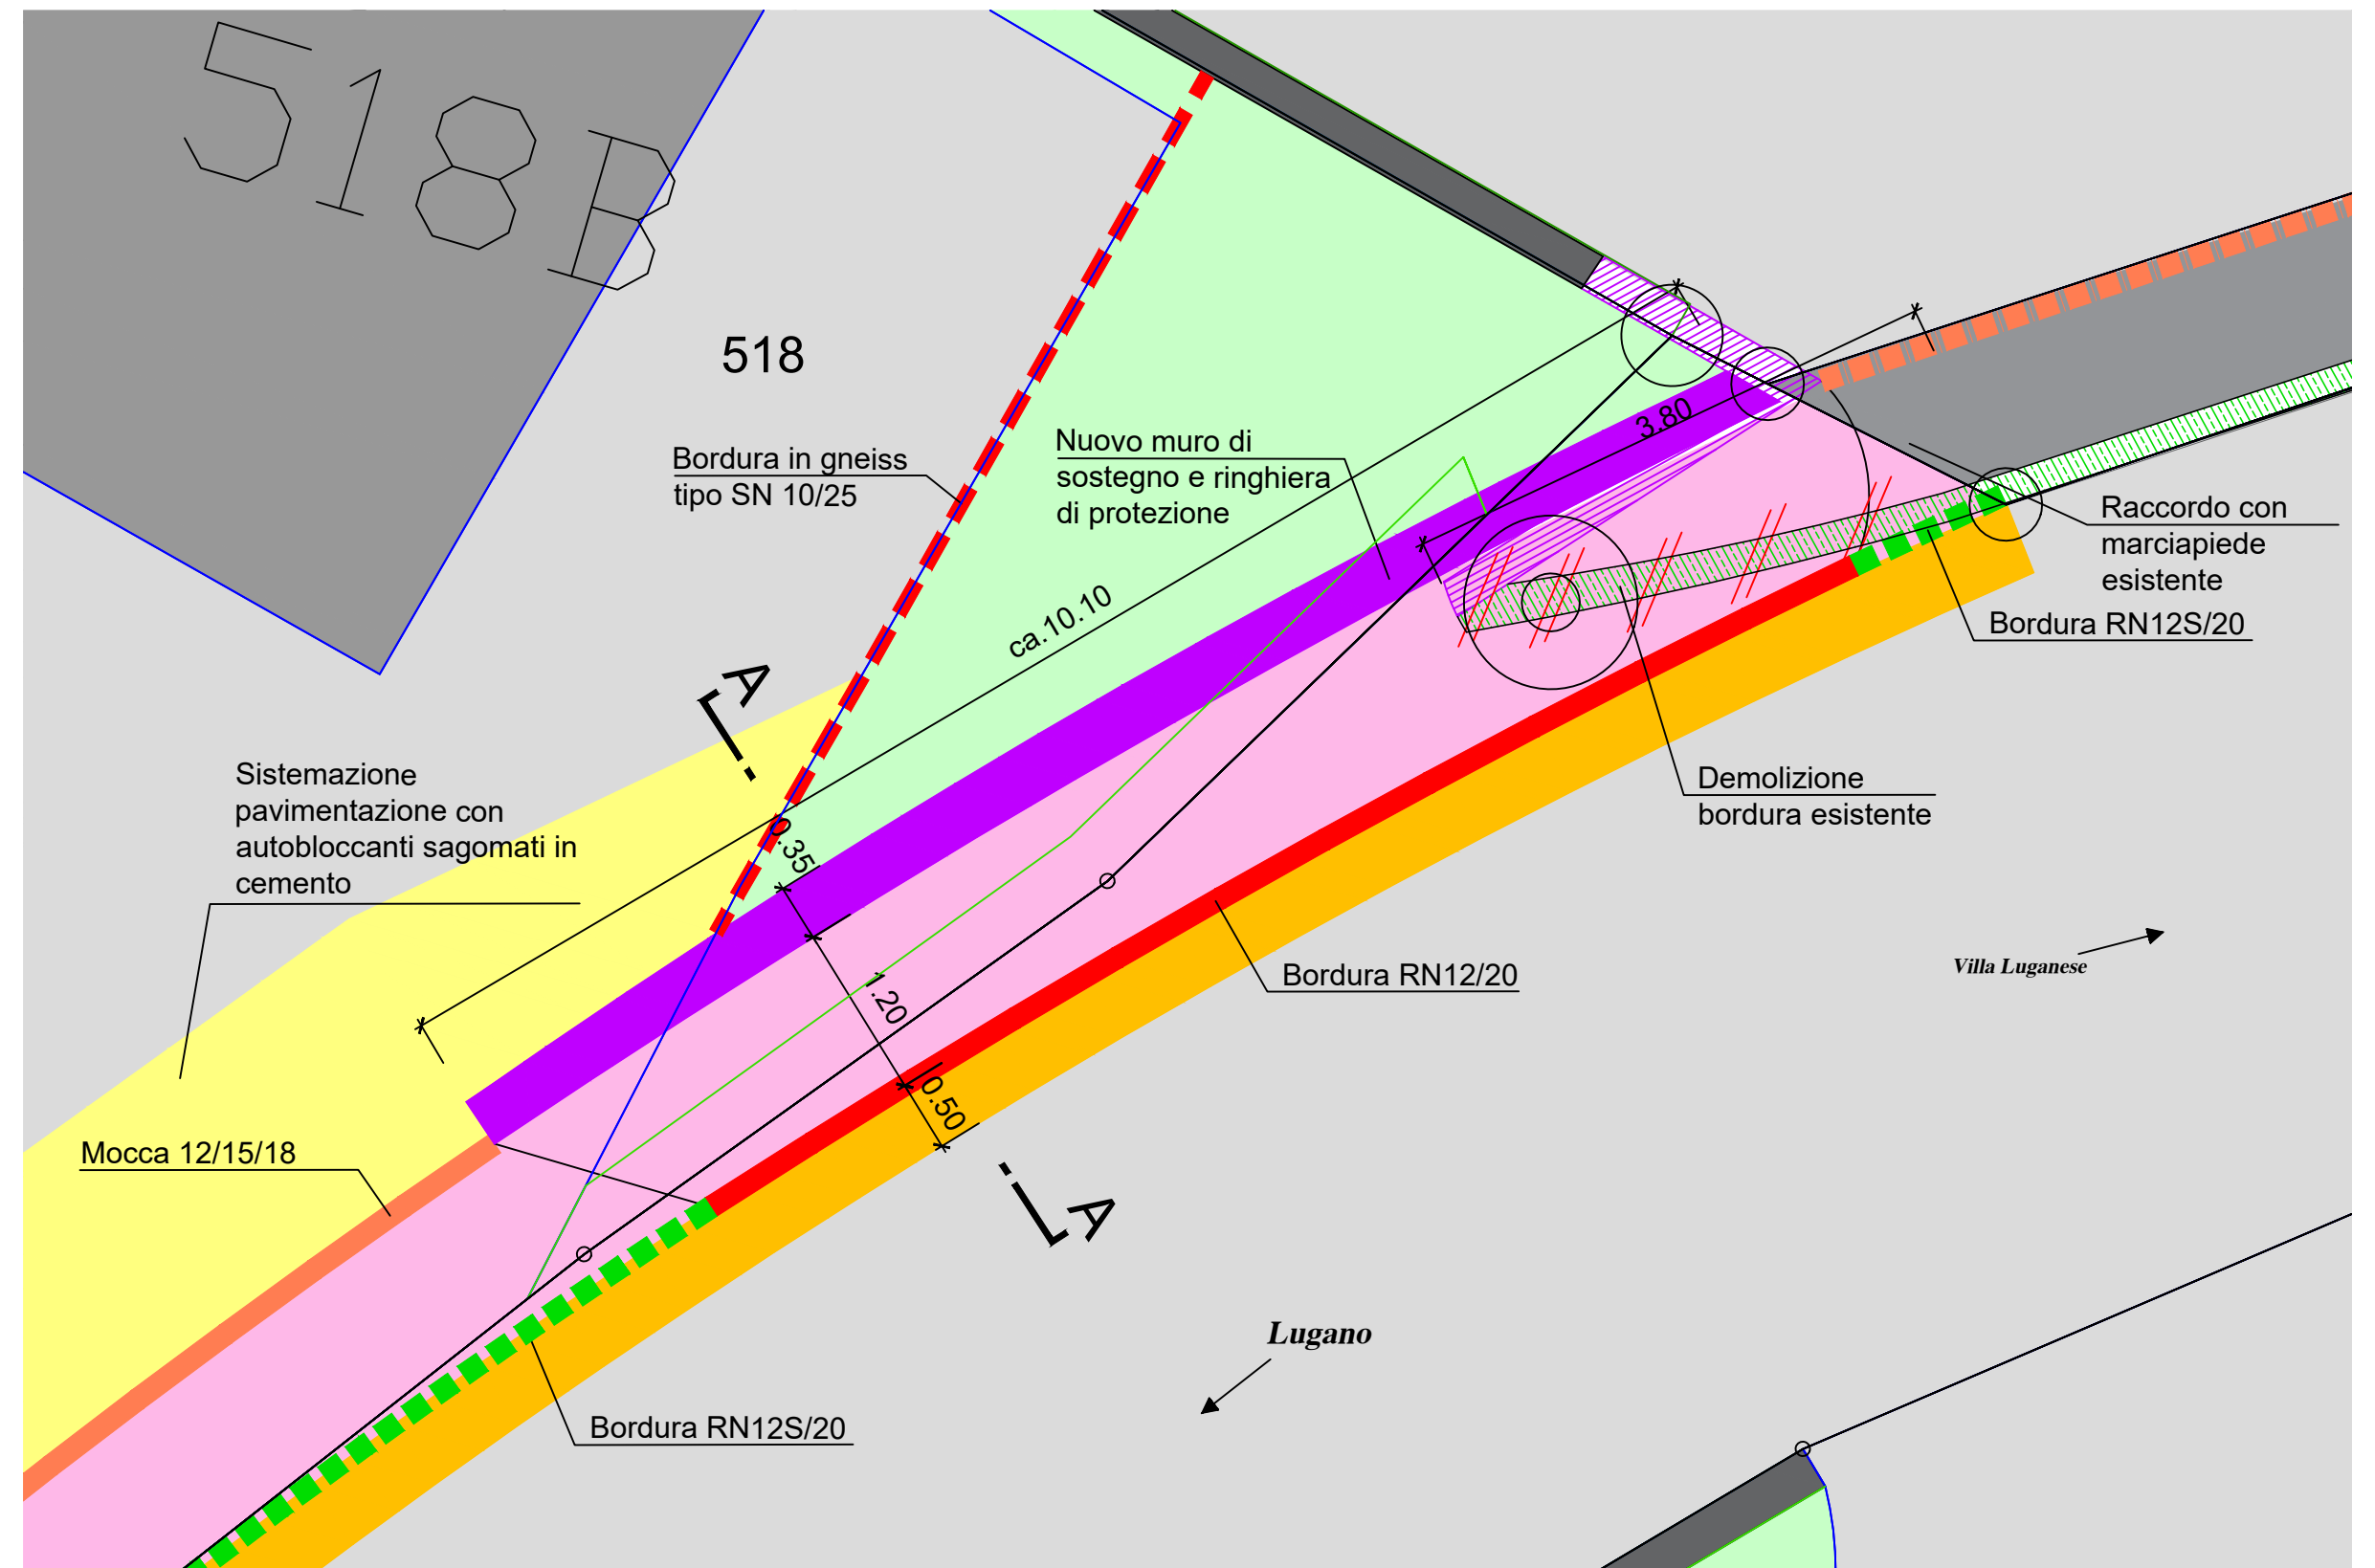 518B
518
Bordura in gneiss
tipo SN 10/25
Nuovo muro di
sostegno e ringhiera
di protezione
3.80
ca.10.10
Raccordo con
marciapiede
esistente
Bordura RN12S/20
A
Sistemazione
pavimentazione con
autobloccanti sagomati in
cemento
Demolizione
bordura esistente
0.35
1.20
0.50
Bordura RN12/20
Villa Luganese
Mocca 12/15/18
A
Lugano
Bordura RN12S/20